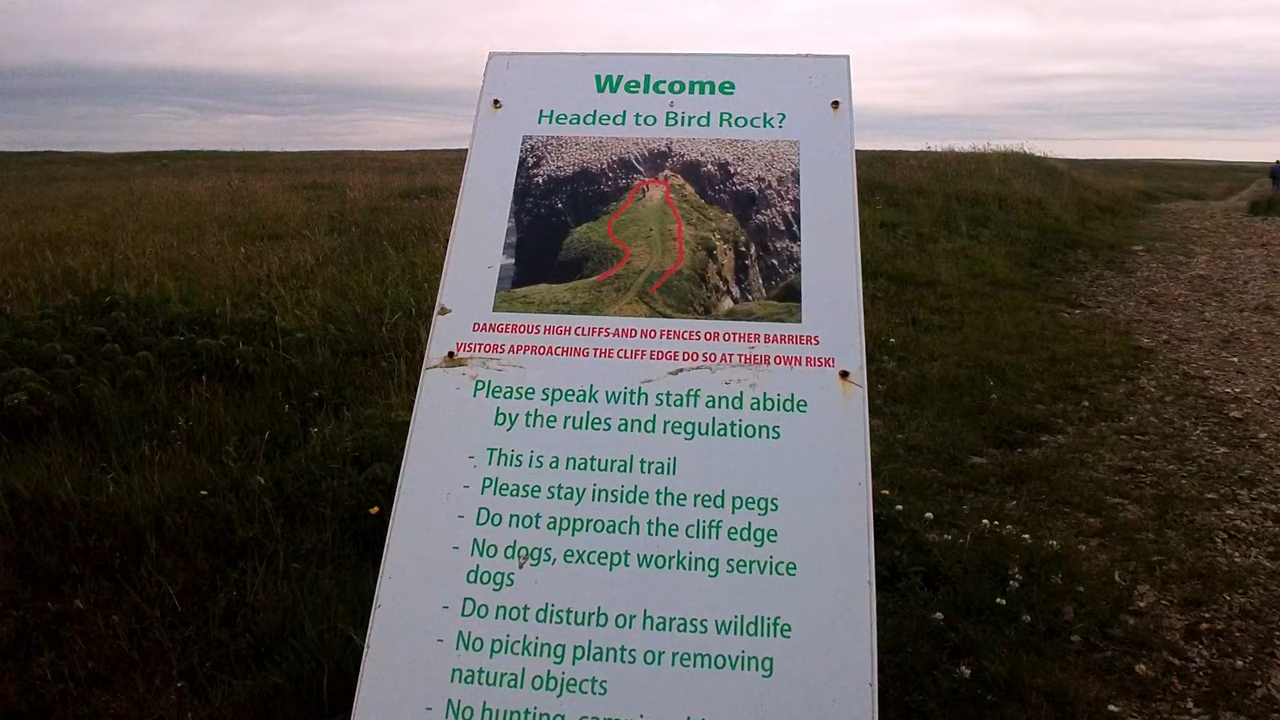 Welcome
Headed to Bird Rock?
DANGEROUS HIGH CLIFFS-AND NO FENCES OR OTHER BARRIERS
VISITORS APPROACHING THE CLIFF EDGE DO SO AT THEIR OWN RISK!
Please speak with staff and abide
by the rules and regulations
- This is a natural trail
- Please stay inside the red pegs
- Do not approach the cliff edge
- No dogs, except working service
dogs
- Do not disturb or harass wildlife
- No picking plants or removing
natural objects
- No hunting,